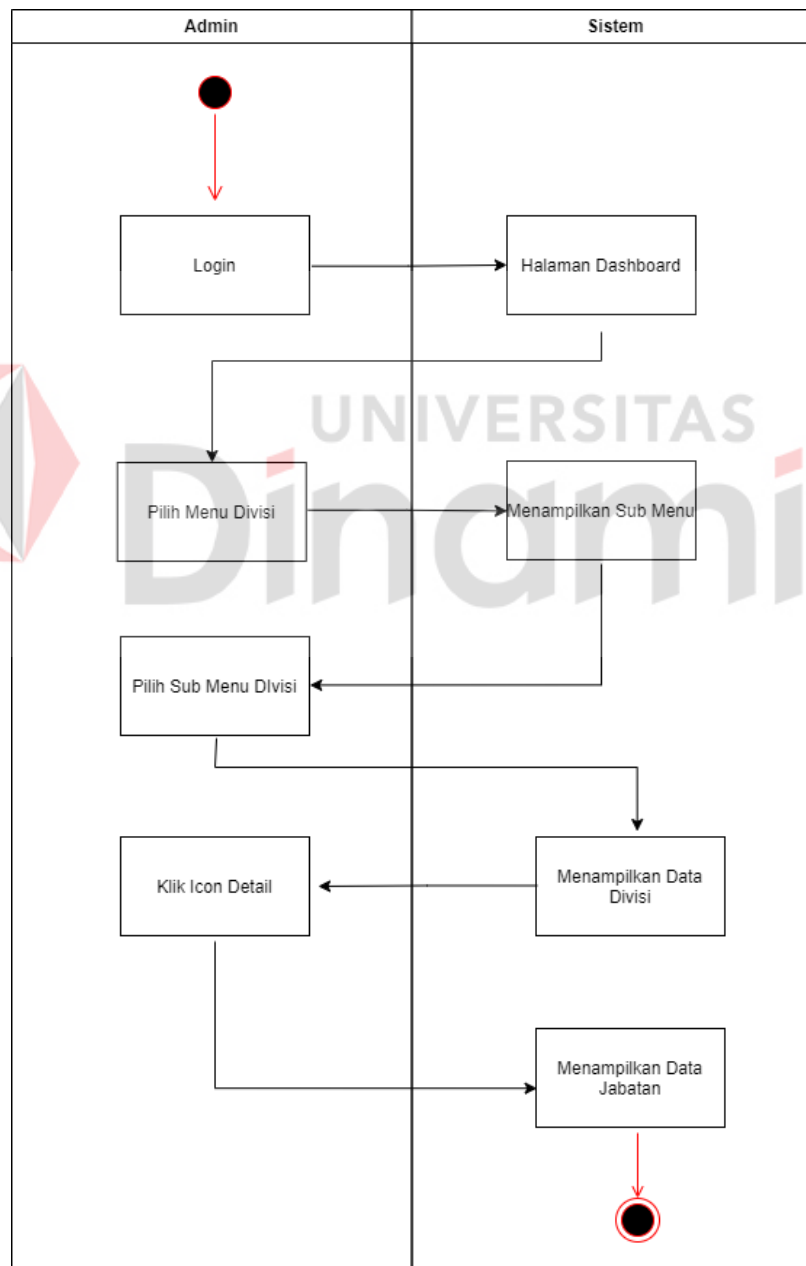 Admin
Sistem
Login
Halaman Dashboard
UNIVERSITAS
Dinami
Pilih Menu Divisi
Menampilkan Sub Menu
Pilih Sub Menu DIvisi
Klik Icon Detail
Menampilkan Data
Divisi
Menampilkan Data
Jabatan